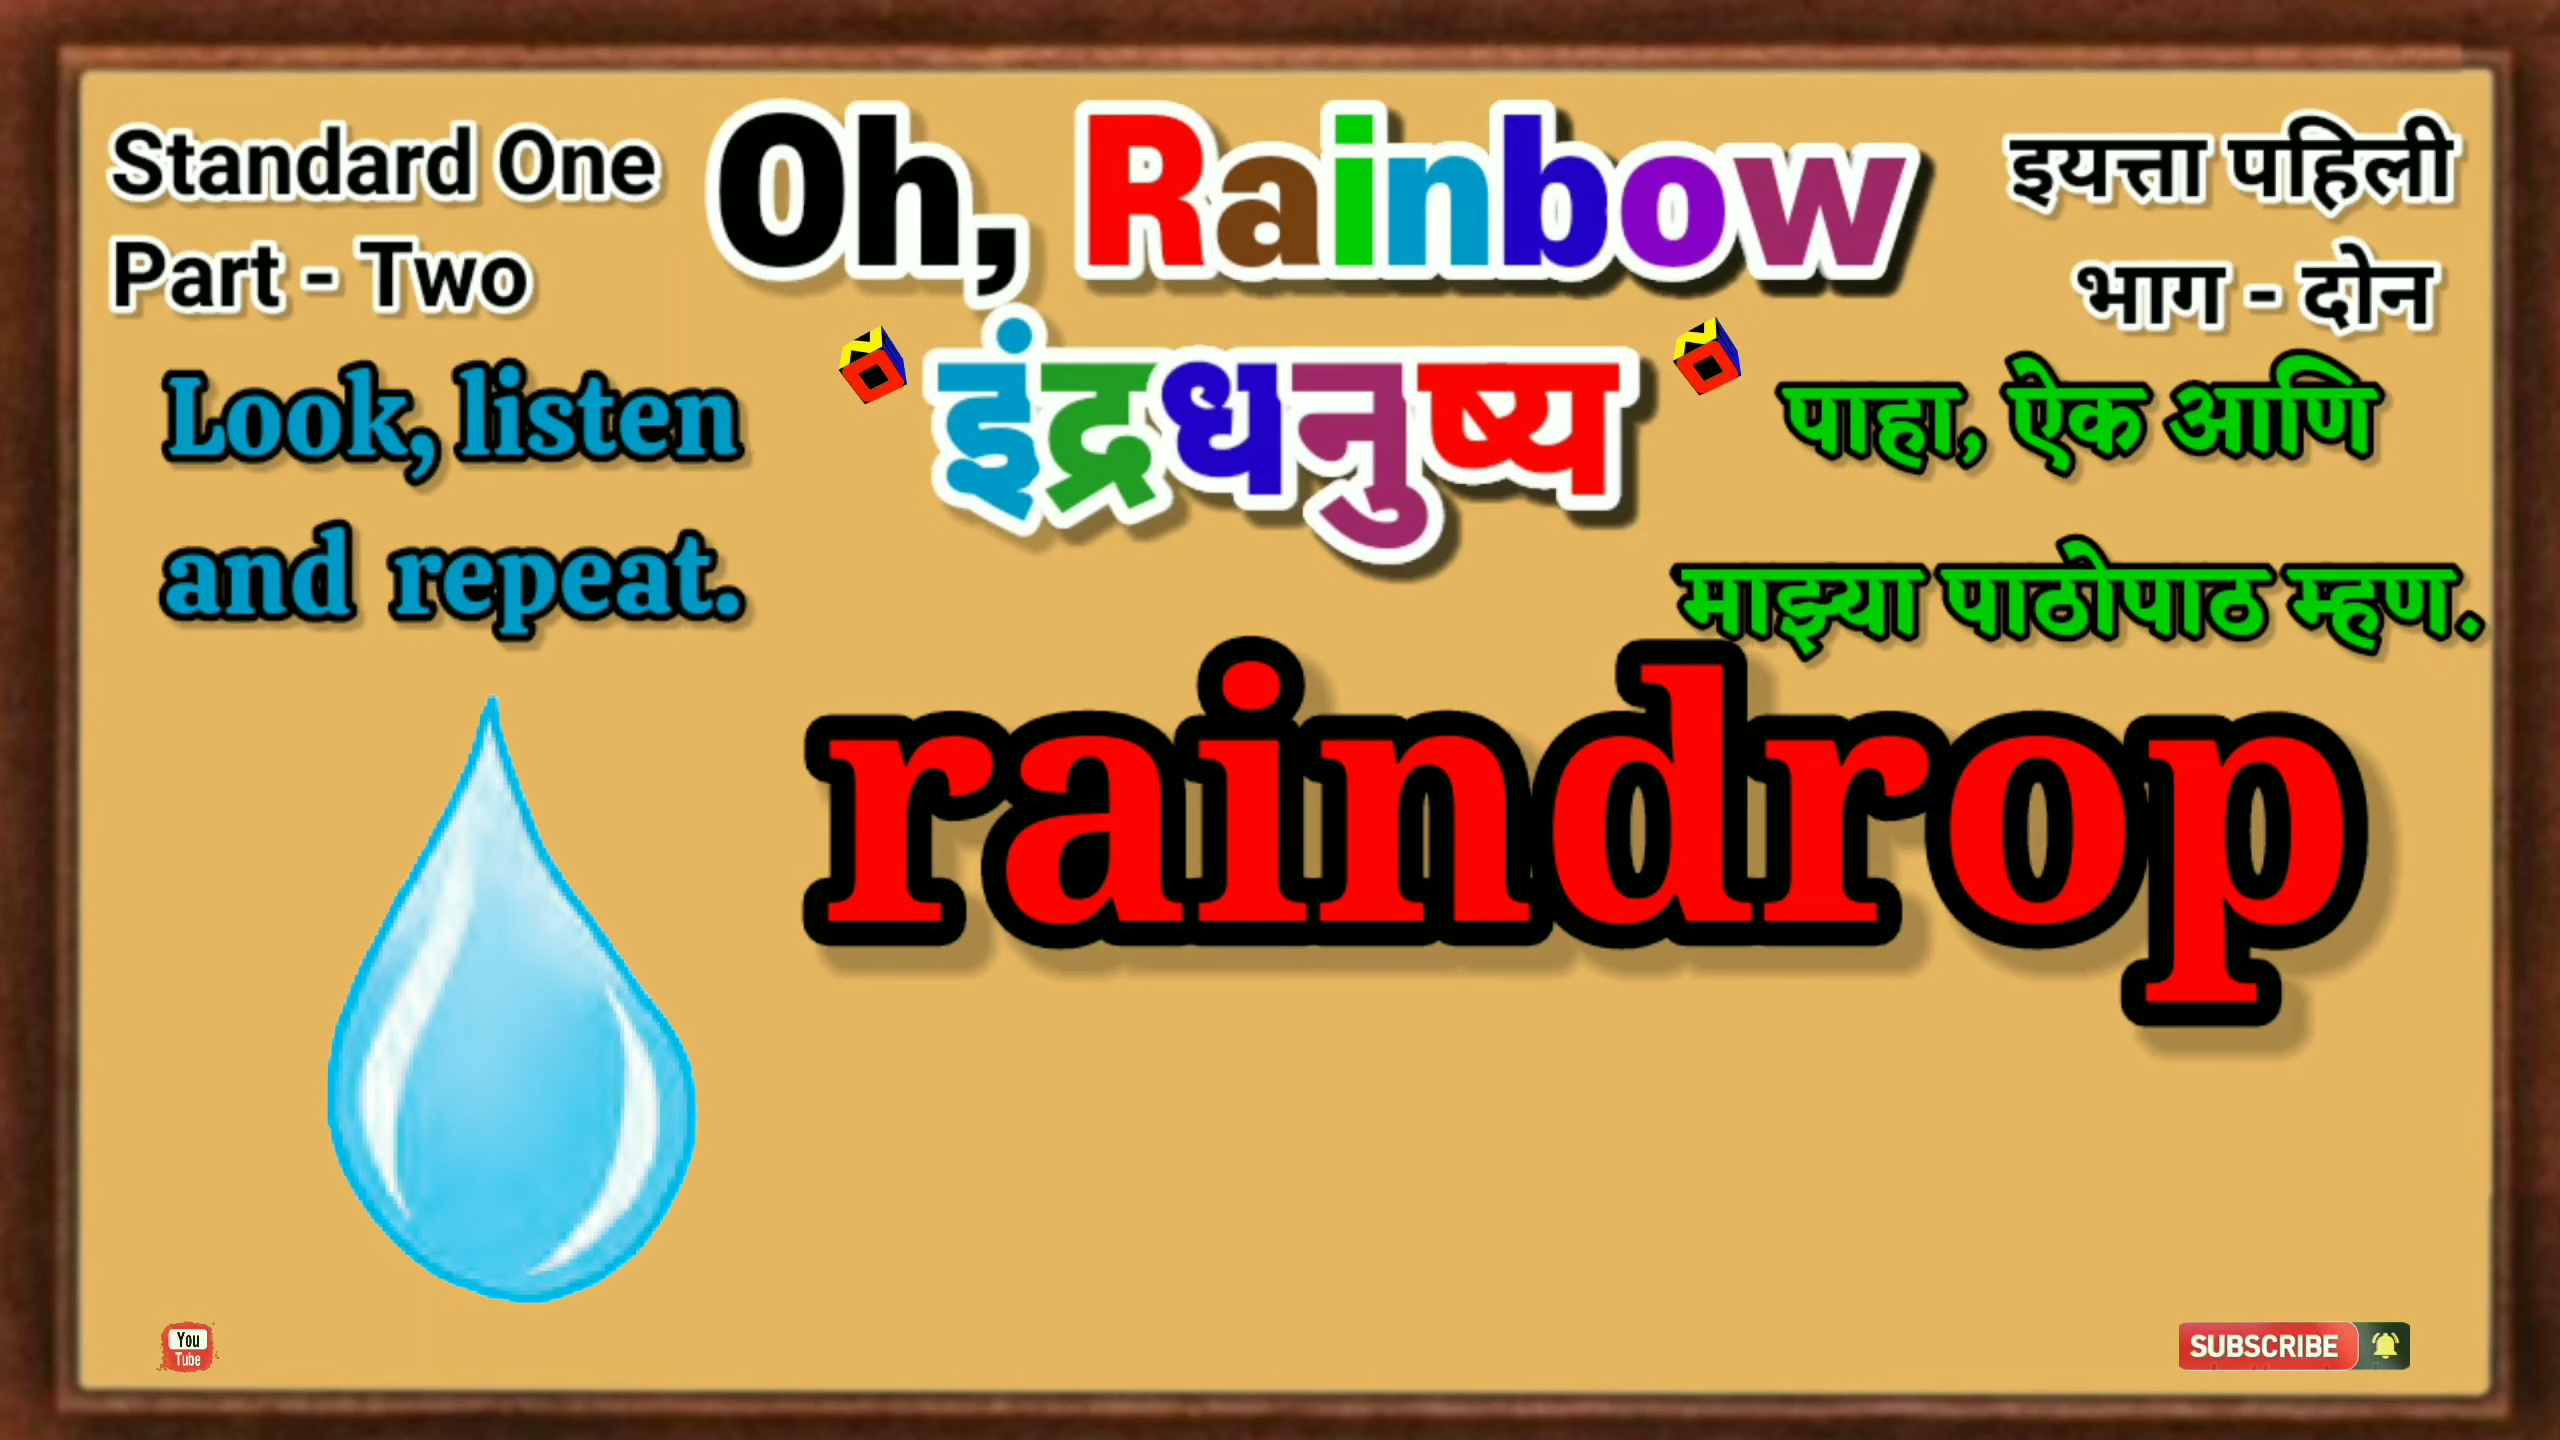 Standard One
Part - Two
Oh, Rainbow
इंद्रधनुष्य
इयत्ता पहिली
भाग - दोन
Look, listen
and repeat.
पाहा, ऐक आणि
माझ्या पाठोपाठ म्हण.
raindrop
You
Tube
SUBSCRIBE